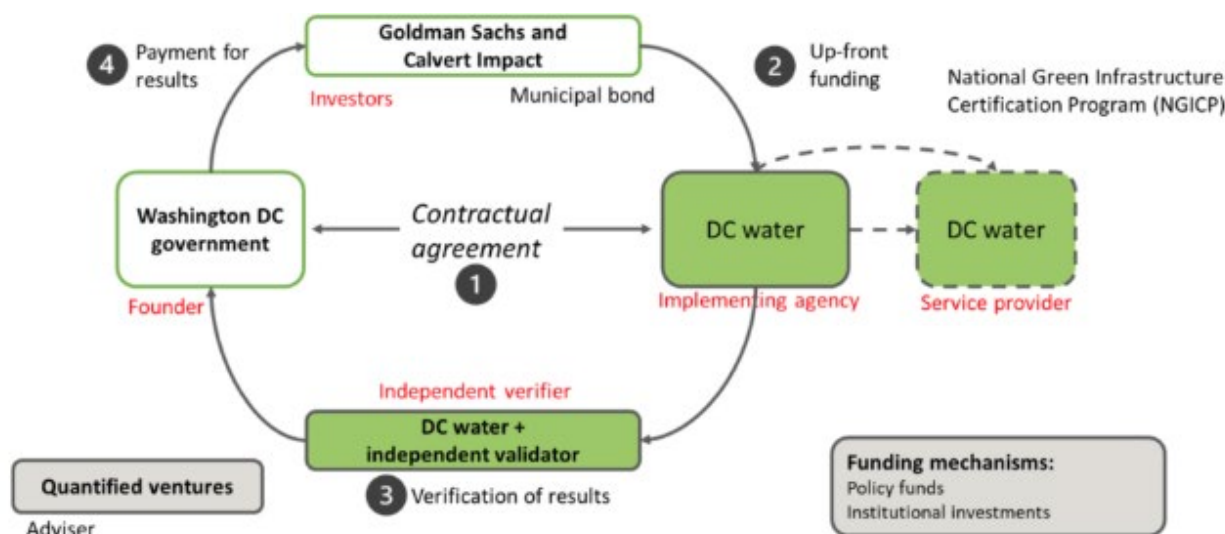 4
Payment for
results
Goldman Sachs and
Calvert Impact
Investors
Municipal bond
2
Up-front
funding
National Green Infrastructure
Certification Program (NGICP)
Washington DC
government
Founder
Contractual
agreement
1
DC water
Implementing agency
DC water
Service provider
Independent verifier
DC water +
independent validator
3
Verification of results
Quantified ventures
Adviser
Funding mechanisms:
Policy funds
Institutional investments